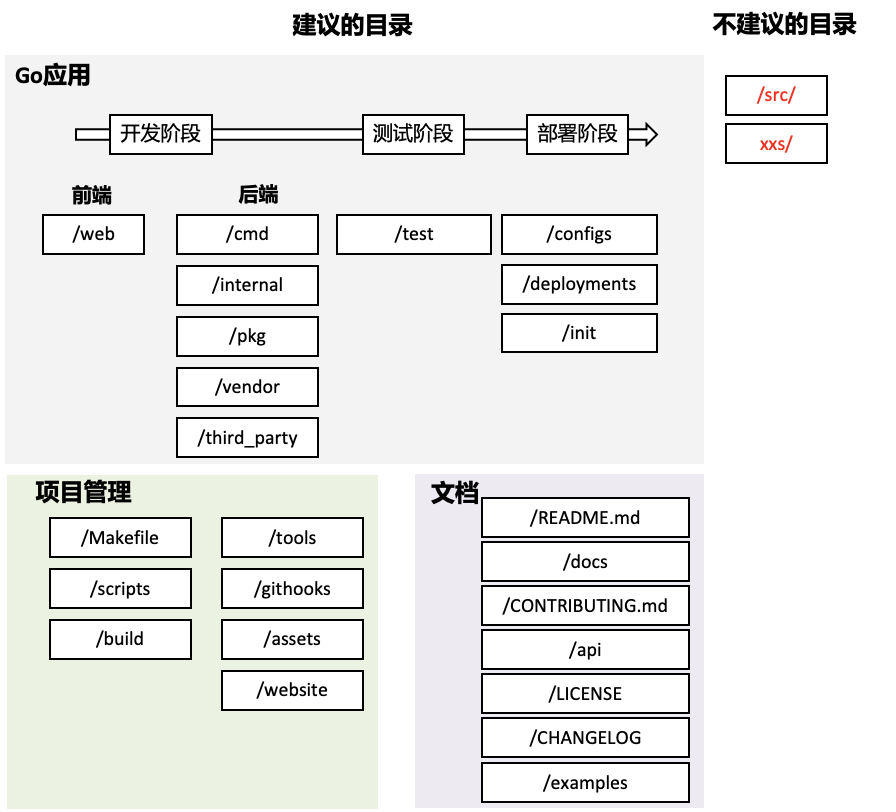 建议的目录
不建议的目录
Go应用
/src/
xxs/
开发阶段
测试阶段
部署阶段
前端
后端
/web
/cmd
/test
/configs
/internal
/deployments
/pkg
/init
/vendor
/third_party
项目管理
/Makefile
/tools
/scripts
/githooks
/build
/assets
/website
文档
/README.md
/docs
/CONTRIBUTING.md
/api
/LICENSE
/CHANGELOG
/examples